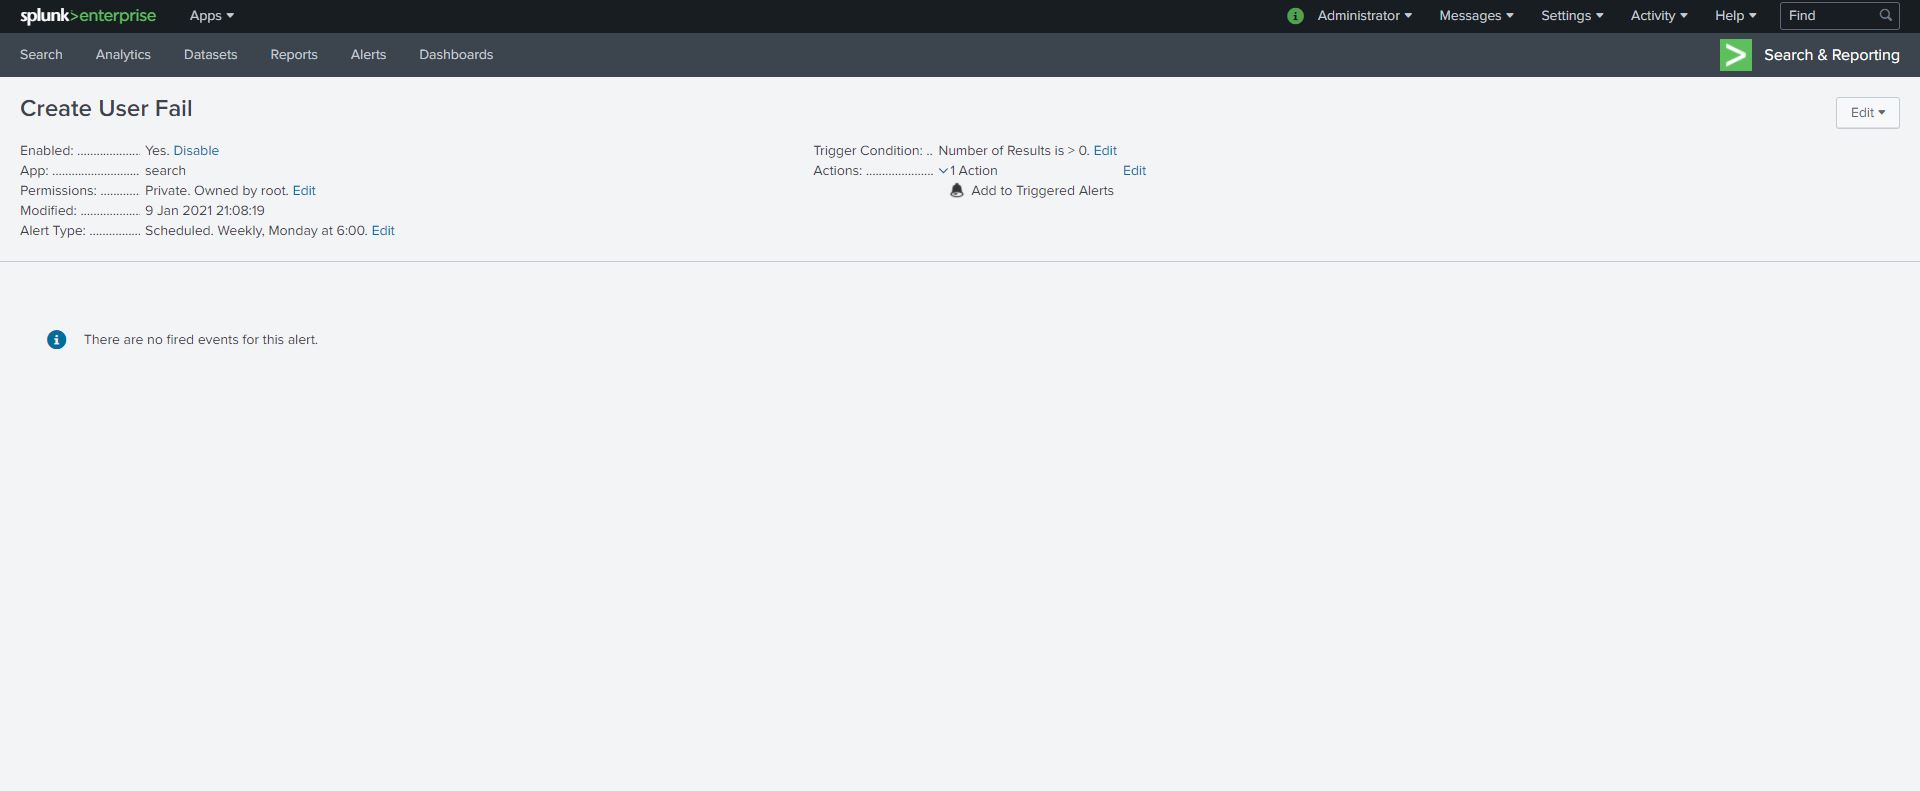 splunk>enterprise Apps Administrator Messages Settings Activity Help Find
Search Analytics Datasets Reports Alerts Dashboards Search & Reporting
Create User Fail
Edit
Enabled: .................... Yes. Disable
App: ........................... search
Permissions: ............ Private. Owned by root. Edit
Modified: ................... 9 Jan 2021 21:08:19
Alert Type: ................ Scheduled. Weekly, Monday at 6:00. Edit
Trigger Condition: .. Number of Results is > 0. Edit
Actions: ..................... 1 Action Edit
Add to Triggered Alerts
There are no fired events for this alert.